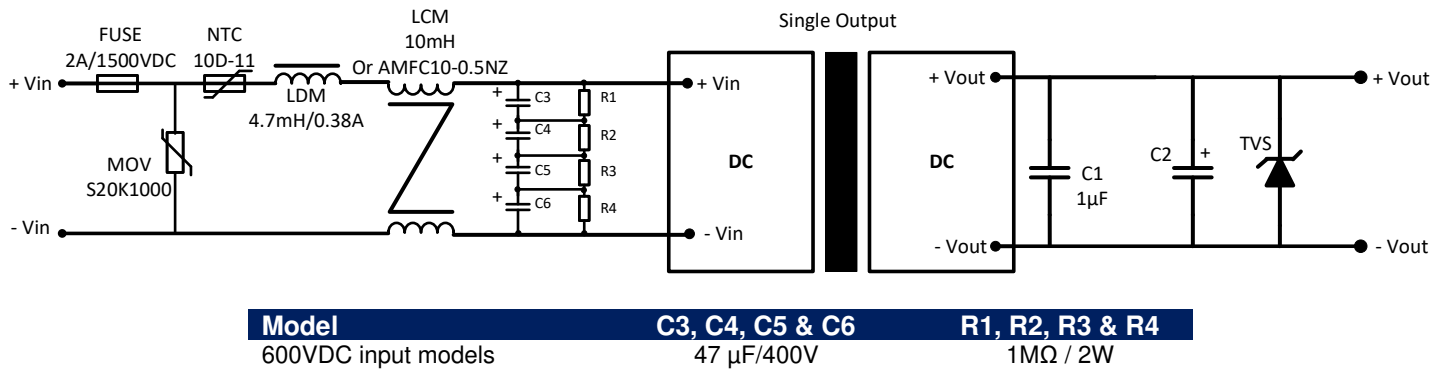 Single Output
FUSE
2A/1500VDC
NTC
10D-11
LCM
10mH
Or AMFC10-0.5NZ
+ Vin
LDM
4.7mH/0.38A
MOV
S20K1000
- Vin
+ C3 R1
+ C4 R2
+ C5 R3
+ C6 R4
+ Vin
DC
- Vin
+ Vout
DC
- Vout
C1
1µF
C2 +
TVS
+ Vout
- Vout
Model C3, C4, C5 & C6 R1, R2, R3 & R4
600VDC input models 47 µF/400V 1MΩ / 2W